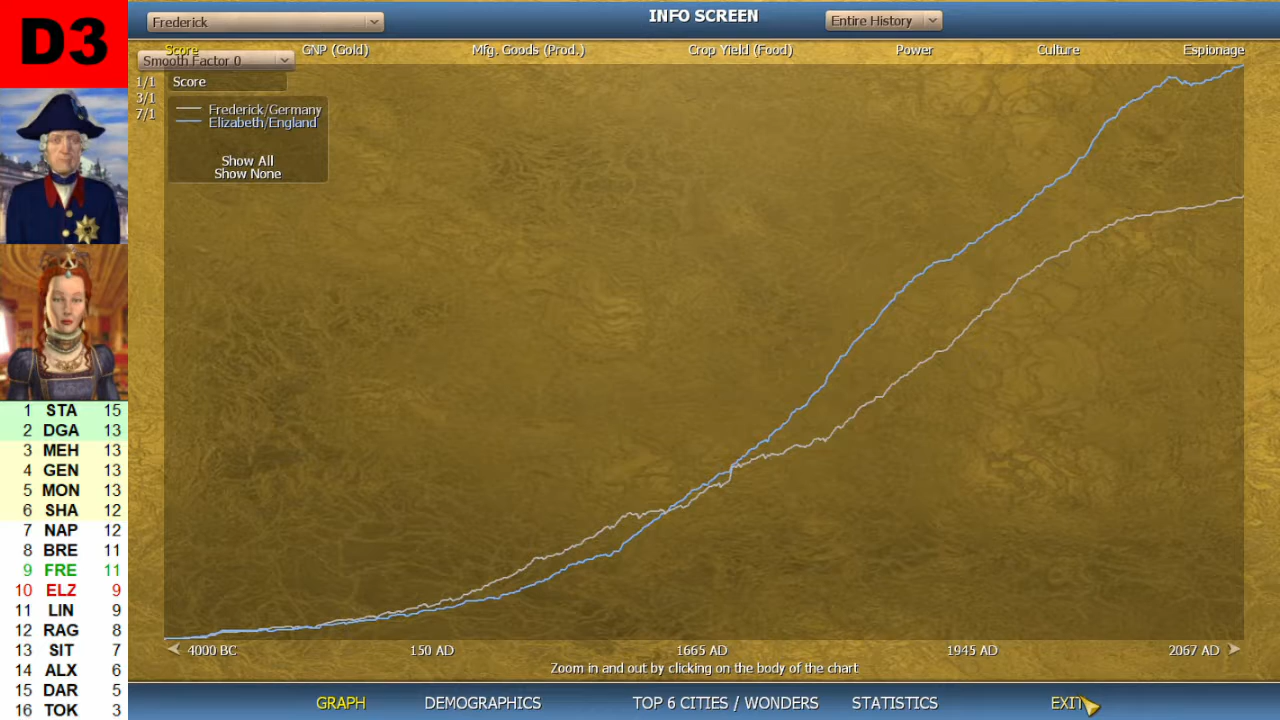 D3
Frederick
INFO SCREEN
Entire History
Score GNP (Gold) Mfg. Goods (Prod.) Crop Yield (Food) Power Culture Espionage
Smooth Factor 0
1/1
3/1
7/1
Score
Frederick/Germany
Elizabeth/England
Show All
Show None
1 STA 15
2 DGA 13
3 MEH 13
4 GEN 13
5 MON 13
6 SHA 12
7 NAP 12
8 BRE 11
9 FRE 11
10 ELZ 9
11 LIN 9
12 RAG 8
13 SIT 7
14 ALX 6
15 DAR 5
16 TOK 3
4000 BC 150 AD 1665 AD 1945 AD 2067 AD
Zoom in and out by clicking on the body of the chart
GRAPH DEMOGRAPHICS TOP 6 CITIES / WONDERS STATISTICS EXIT